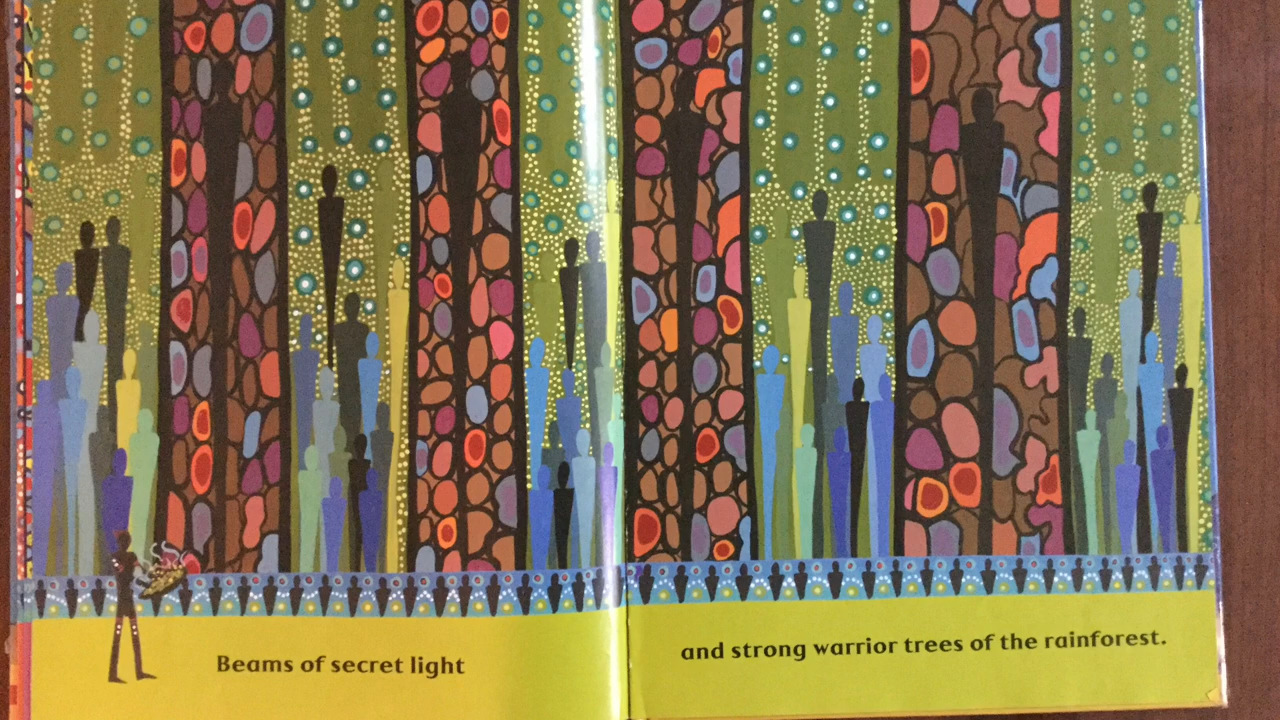 Beams of secret light
and strong warrior trees of the rainforest.